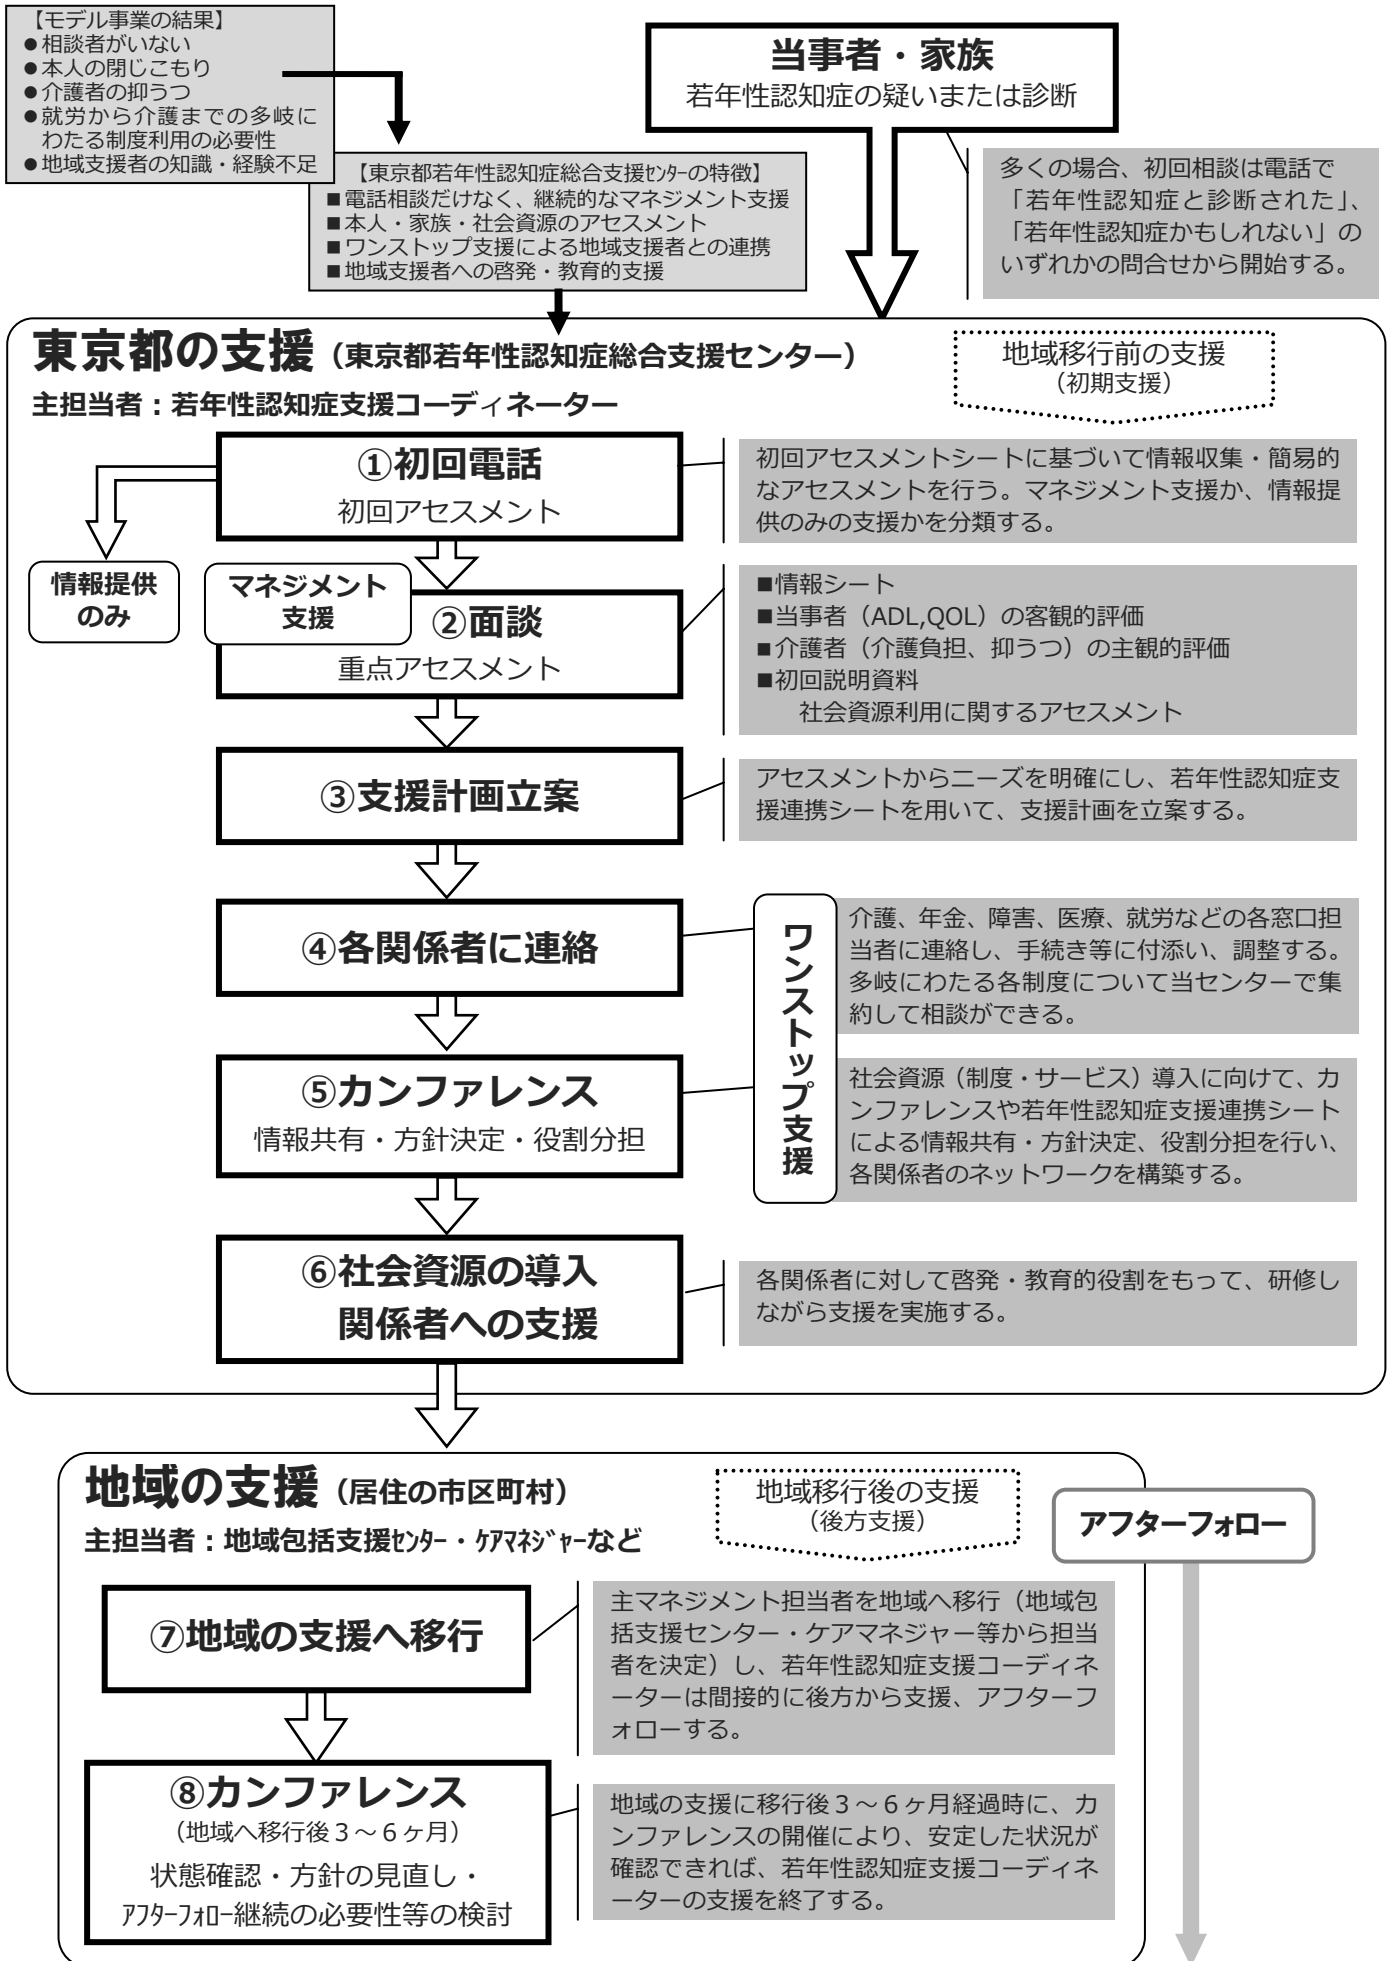 【モデル事業の結果】
●相談者がいない
●本人の閉じこもり
●介護者の抑うつ
●就労から介護までの多岐に
わたる制度利用の必要性
●地域支援者の知識・経験不足
当事者・家族
若年性認知症の疑いまたは診断
【東京都若年性認知症総合支援ｾﾝﾀｰの特徴】
■電話相談だけなく、継続的なマネジメント支援
■本人・家族・社会資源のアセスメント
■ワンストップ支援による地域支援者との連携
■地域支援者への啓発・教育的支援
多くの場合、初回相談は電話で
「若年性認知症と診断された」、
「若年性認知症かもしれない」の
いずれかの問合せから開始する。
東京都の支援（東京都若年性認知症総合支援センター）
主担当者：若年性認知症支援コーディネーター
地域移行前の支援
（初期支援）
①初回電話
初回アセスメント
初回アセスメントシートに基づいて情報収集・簡易的
なアセスメントを行う。マネジメント支援か、情報提
供のみの支援かを分類する。
情報提供
のみ
マネジメント
支援
②面談
重点アセスメント
■情報シート
■当事者（ADL,QOL）の客観的評価
■介護者（介護負担、抑うつ）の主観的評価
■初回説明資料
社会資源利用に関するアセスメント
③支援計画立案
アセスメントからニーズを明確にし、若年性認知症支
援連携シートを用いて、支援計画を立案する。
④各関係者に連絡
ワンストップ支援
介護、年金、障害、医療、就労などの各窓口担
当者に連絡し、手続き等に付添い、調整する。
多岐にわたる各制度について当センターで集
約して相談ができる。
⑤カンファレンス
情報共有・方針決定・役割分担
社会資源（制度・サービス）導入に向けて、カ
ンファレンスや若年性認知症支援連携シート
による情報共有・方針決定、役割分担を行い、
各関係者のネットワークを構築する。
⑥社会資源の導入
関係者への支援
各関係者に対して啓発・教育的役割をもって、研修し
ながら支援を実施する。
地域の支援（居住の市区町村）
主担当者：地域包括支援ｾﾝﾀｰ・ｹｱﾏﾈｼﾞｬｰなど
地域移行後の支援
（後方支援）
アフターフォロー
⑦地域の支援へ移行
主マネジメント担当者を地域へ移行（地域包
括支援センター・ケアマネジャー等から担当
者を決定）し、若年性認知症支援コーディネ
ーターは間接的に後方から支援、アフターフ
ォローする。
⑧カンファレンス
（地域へ移行後３～６ヶ月）
状態確認・方針の見直し・
ｱﾌﾀｰﾌｫﾛｰ継続の必要性等の検討
地域の支援に移行後３～６ヶ月経過時に、カ
ンファレンスの開催により、安定した状況が
確認できれば、若年性認知症支援コーディネ
ーターの支援を終了する。